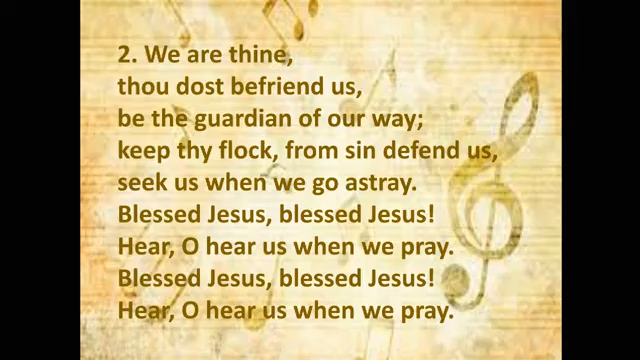 2. We are thine,
thou dost befriend us,
be the guardian of our way;
keep thy flock, from sin defend us,
seek us when we go astray.
Blessed Jesus, blessed Jesus!
Hear, O hear us when we pray.
Blessed Jesus, blessed Jesus!
Hear, O hear us when we pray.